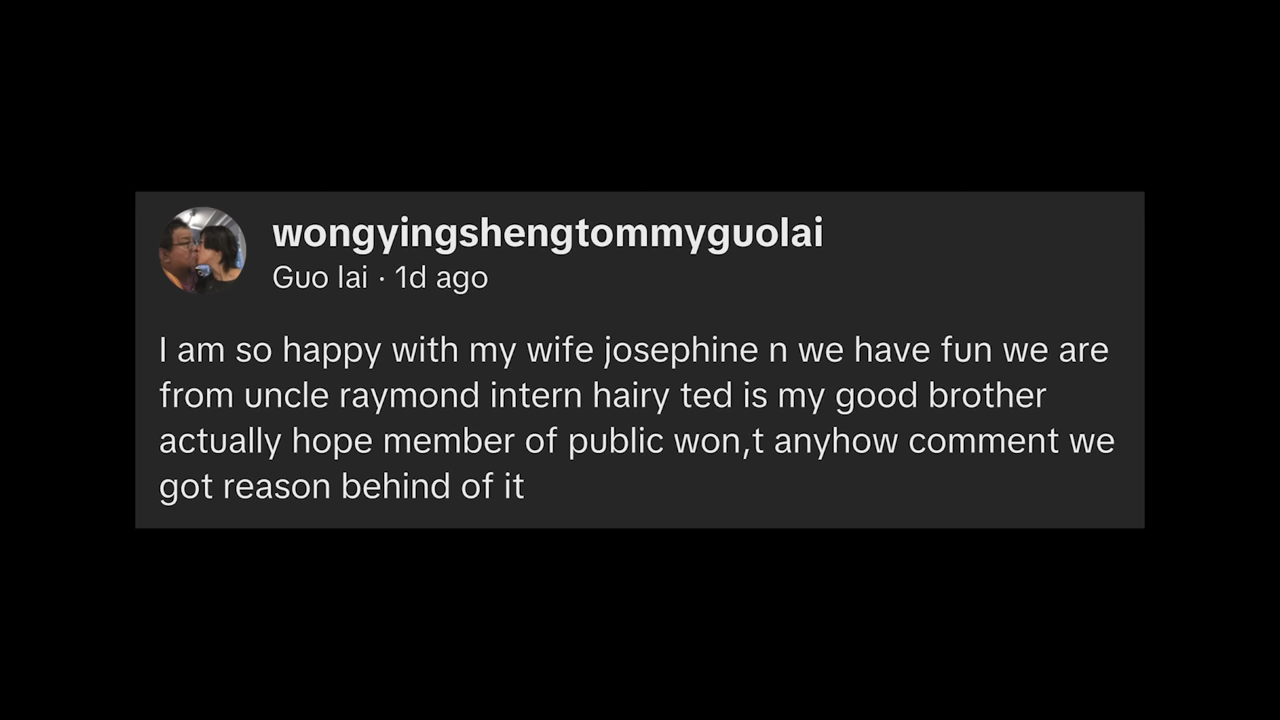 wongyingshengtommyguolai
Guo lai · 1d ago
I am so happy with my wife josephine n we have fun we are
from uncle raymond intern hairy ted is my good brother
actually hope member of public won,t anyhow comment we
got reason behind of it